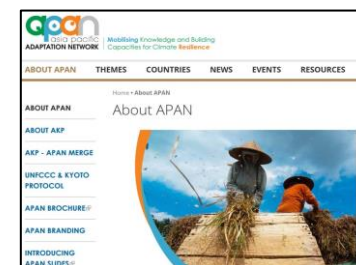 apan
asia pacific
ADAPTATION NETWORK
Mobilising Knowledge and Building
Capacities for Climate Resilience
ABOUT APAN THEMES COUNTRIES NEWS EVENTS RESOURCES
Home • About APAN
About APAN
ABOUT APAN
ABOUT AKP
AKP - APAN MERGE
UNFCCC & KYOTO
PROTOCOL
APAN BROCHURE
APAN BRANDING
INTRODUCING
APAN SLIDES